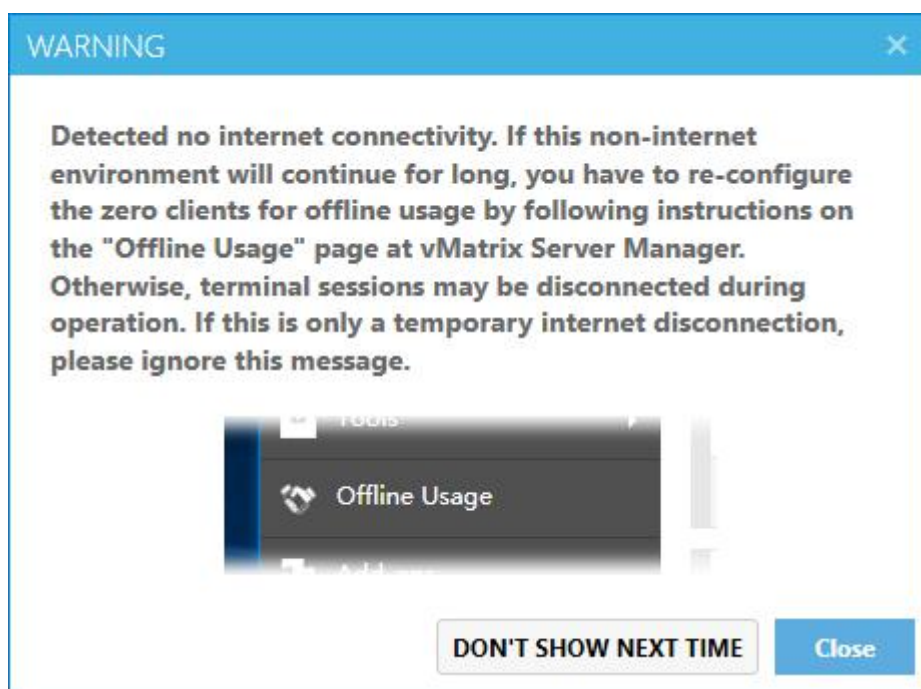 WARNING
Detected no internet connectivity. If this non-internet
environment will continue for long, you have to re-configure
the zero clients for offline usage by following instructions on
the "Offline Usage" page at vMatrix Server Manager.
Otherwise, terminal sessions may be disconnected during
operation. If this is only a temporary internet disconnection,
please ignore this message.
Tools
Offline Usage
DON'T SHOW NEXT TIME
Close